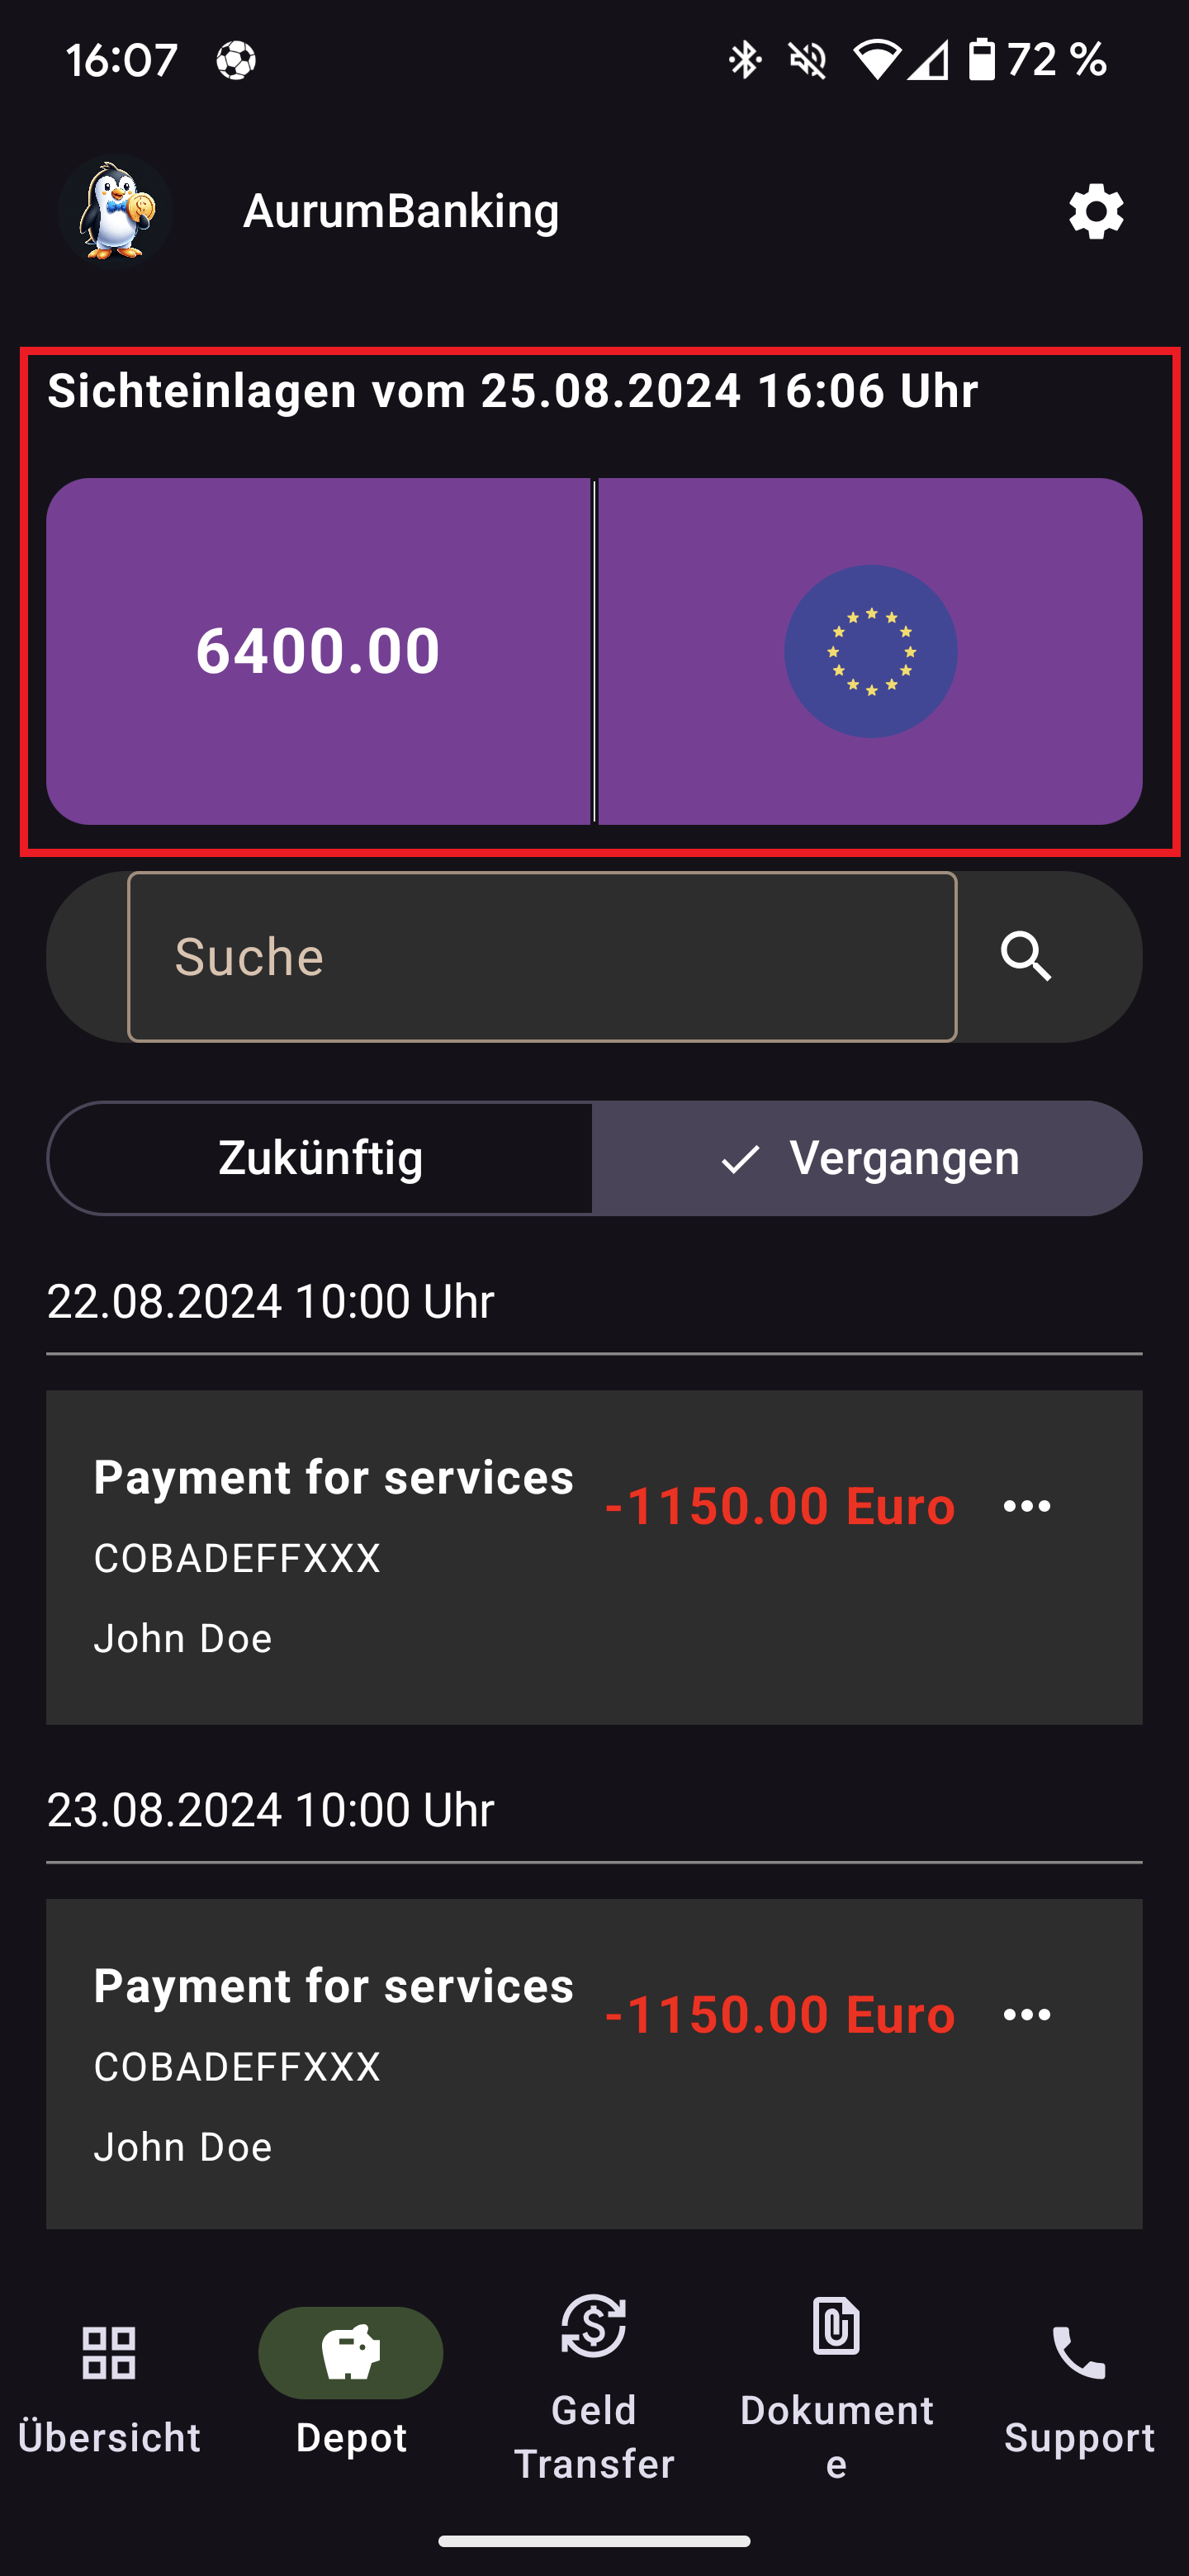 16:07 72 %
AurumBanking
Sichteinlagen vom 25.08.2024 16:06 Uhr
6400.00
Suche
Zukünftig Vergangen
22.08.2024 10:00 Uhr
Payment for services
-1150.00 Euro
COBADEFFXXX
John Doe
23.08.2024 10:00 Uhr
Payment for services
-1150.00 Euro
COBADEFFXXX
John Doe
Übersicht
Depot
Geld
Transfer
Dokument
e
Support